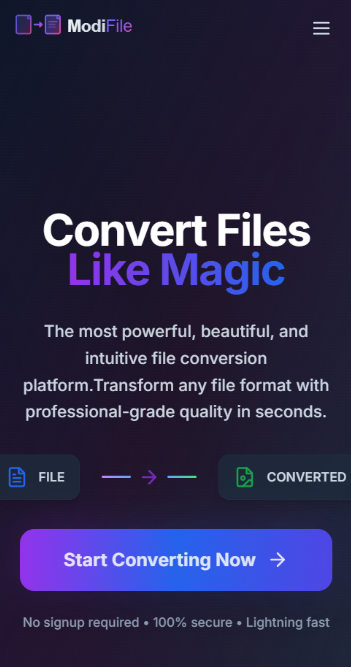 ModiFile
Convert Files
Like Magic
The most powerful, beautiful, and
intuitive file conversion
platform.Transform any file format with
professional-grade quality in seconds.
FILE
CONVERTED
Start Converting Now
No signup required • 100% secure • Lightning fast